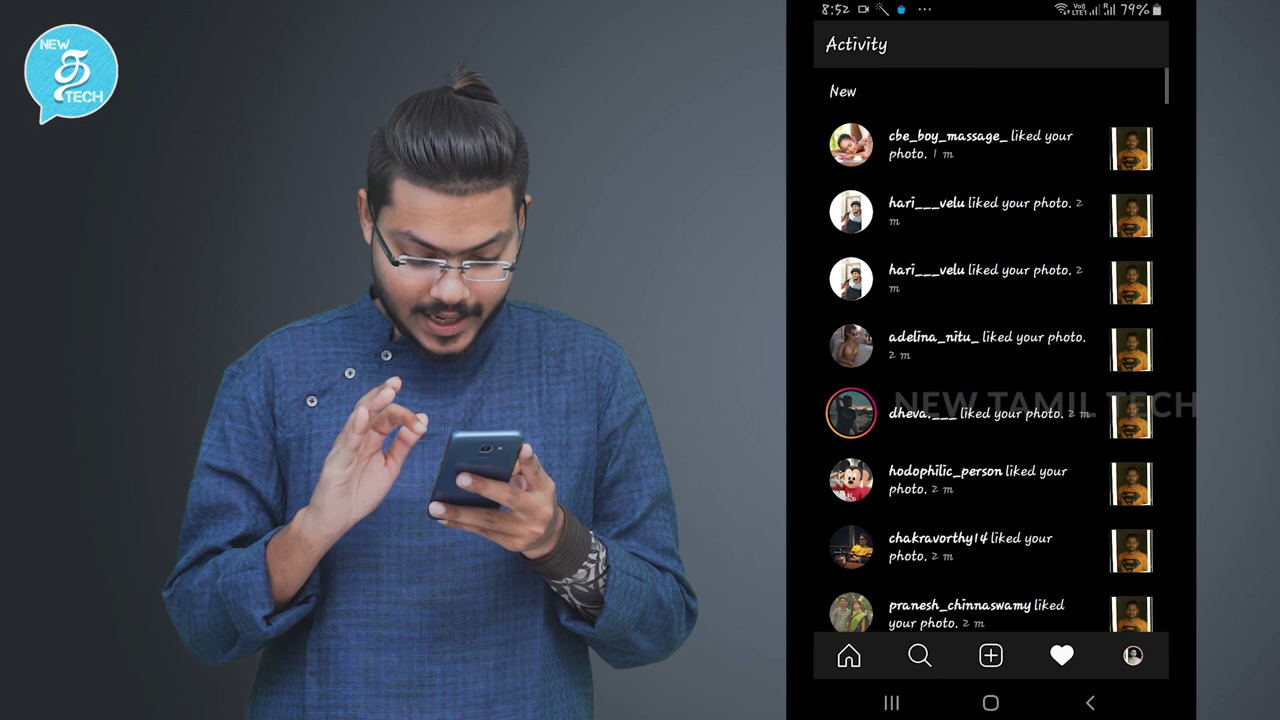 NEW
த
TECH
8:52
79%
Activity
New
cbe_boy_massage_ liked your
photo. 1 m
hari___velu liked your photo. 2
m
hari___velu liked your photo. 2
m
adelina_nitu_ liked your photo.
2 m
NEW TAMIL TECH
dheva.___ liked your photo. 2 m
hodophilic_person liked your
photo. 2 m
chakravorthy14 liked your
photo. 2 m
pranesh_chinnaswamy liked
your photo. 2 m